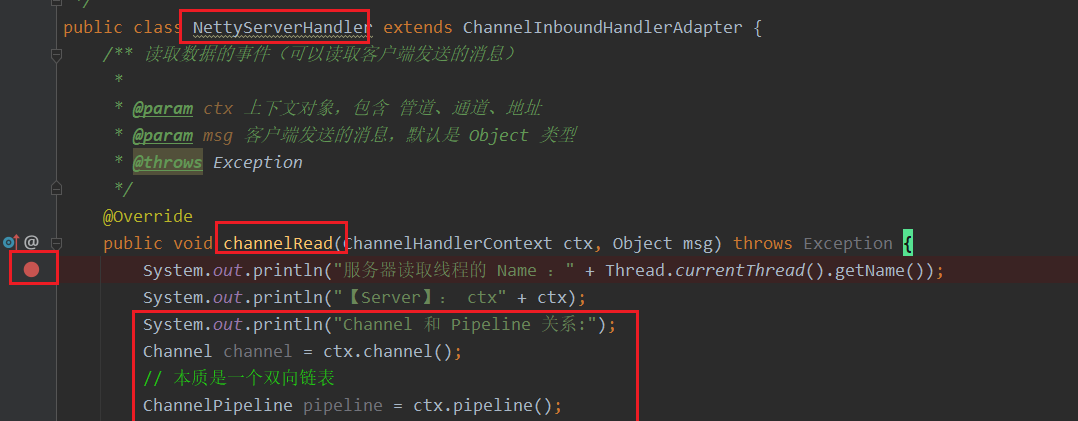 */
public class NettyServerHandler extends ChannelInboundHandlerAdapter {
/** 读取数据的事件（可以读取客户端发送的消息）
*
* @param ctx 上下文对象，包含 管道、通道、地址
* @param msg 客户端发送的消息，默认是 Object 类型
* @throws Exception
*/
@Override
@ public void channelRead(ChannelHandlerContext ctx, Object msg) throws Exception {
System.out.println("服务器读取线程的 Name ：" + Thread.currentThread().getName());
System.out.println("【Server】： ctx" + ctx);
System.out.println("Channel 和 Pipeline 关系:");
Channel channel = ctx.channel();
// 本质是一个双向链表
ChannelPipeline pipeline = ctx.pipeline();